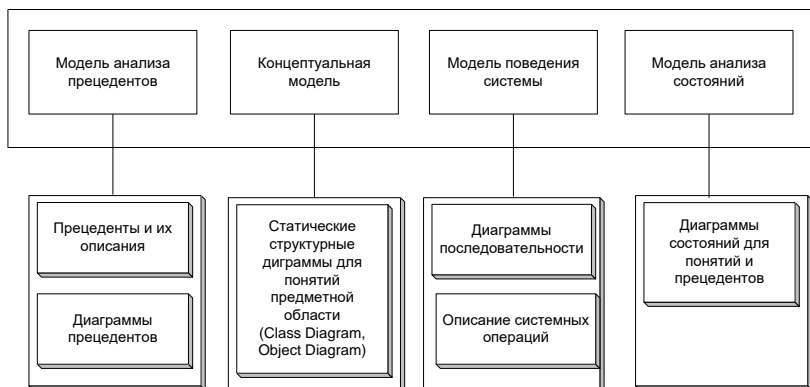 Модель анализа
прецедентов
Концептуальная
модель
Модель поведения
системы
Модель анализа
состояний
Прецеденты и их
описания
Диаграммы
прецедентов
Статические
структурные
диграммы для
понятий
предметной
области
(Class Diagram,
Object Diagram)
Диаграммы
последовательности
Описание системных
операций
Диаграммы
состояний для
понятий и
прецедентов